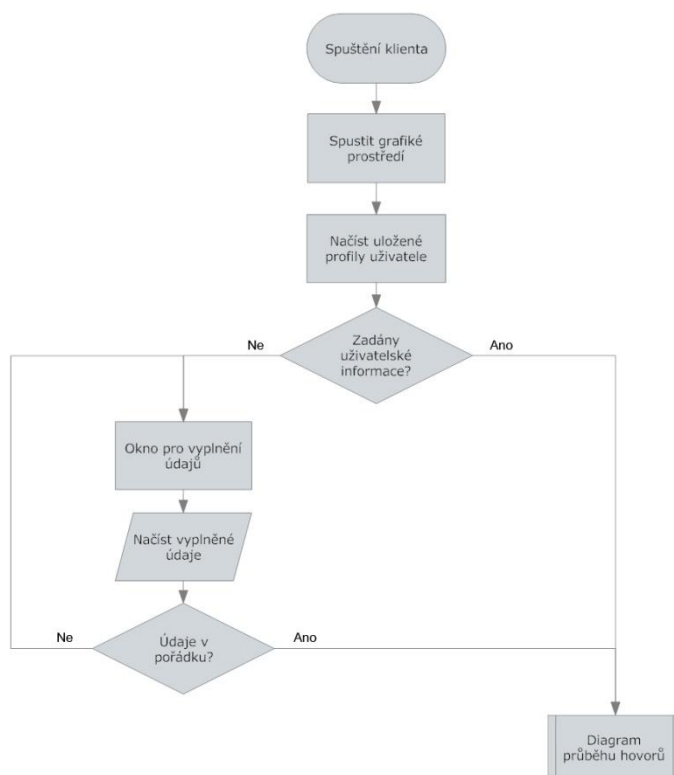 Spuštění klienta
Spustit grafiké
prostředí
Načíst uložené
profily uživatele
Zadány
uživatelské
informace?
Ne
Ano
Okno pro vyplnění
údajů
Načíst vyplněné
údaje
Údaje v
pořádku?
Ne
Ano
Diagram
průběhu hovorů